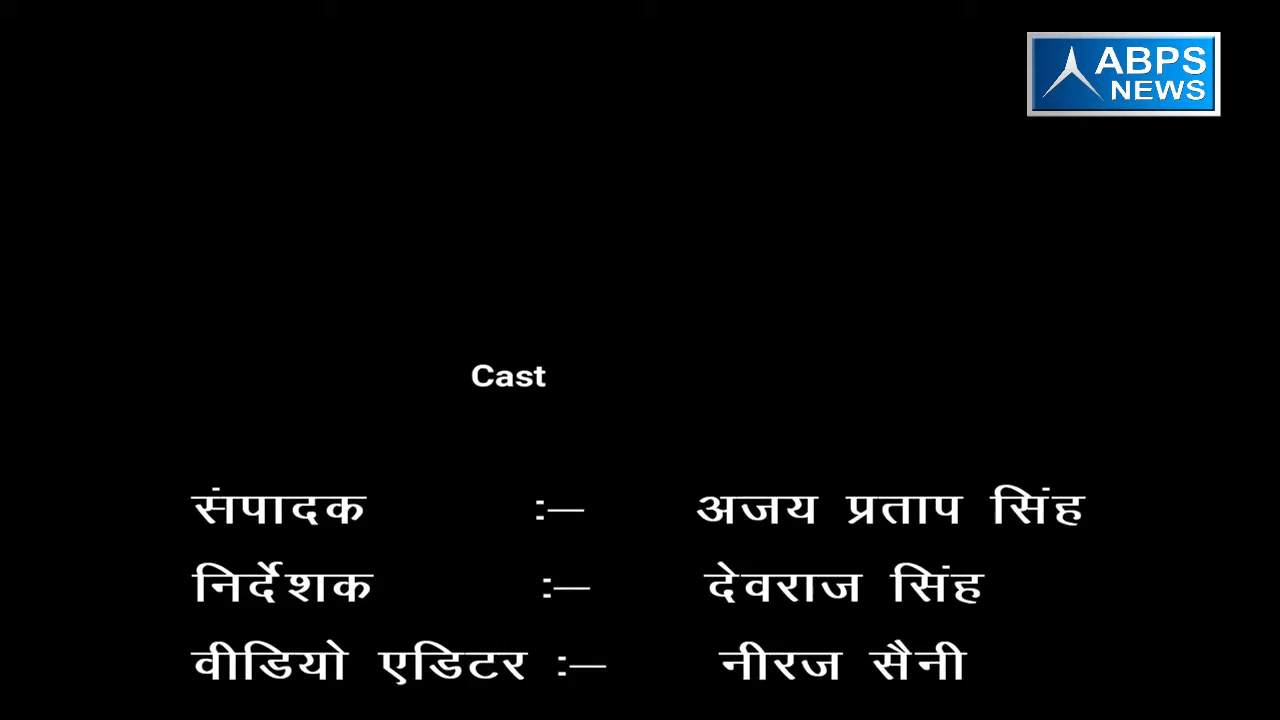 ABPS
NEWS
Cast
संपादक :— अजय प्रताप सिंह
निर्देशक :— देवराज सिंह
वीडियो एडिटर :— नीरज सैनी